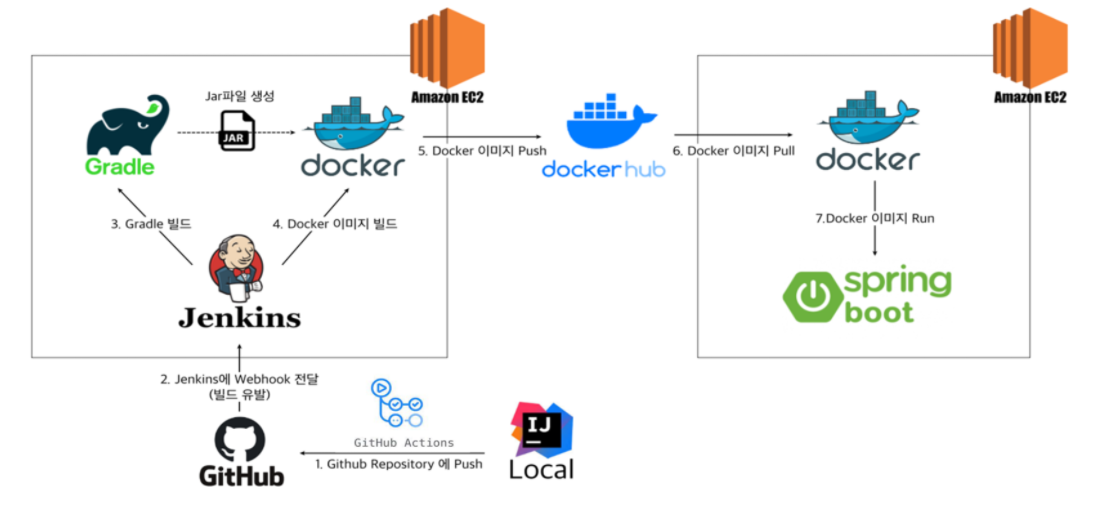 Amazon EC2
Amazon EC2
Jar파일 생성
JAR
Gradle
docker
5. Docker 이미지 Push
docker hub
6. Docker 이미지 Pull
docker
3. Gradle 빌드
4. Docker 이미지 빌드
7.Docker 이미지 Run
Jenkins
spring
boot
2. Jenkins에 Webhook 전달
(빌드 유발)
GitHub Actions
1. Github Repository 에 Push
GitHub
IJ
Local